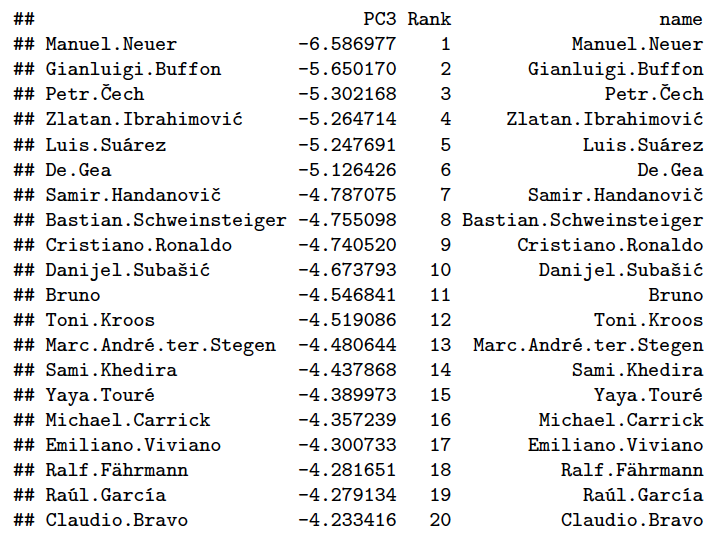 ##                             PC3 Rank                   name
## Manuel.Neuer          -6.586977    1           Manuel.Neuer
## Gianluigi.Buffon      -5.650170    2       Gianluigi.Buffon
## Petr.Čech             -5.302168    3              Petr.Čech
## Zlatan.Ibrahimović    -5.264714    4     Zlatan.Ibrahimović
## Luis.Suárez           -5.247691    5            Luis.Suárez
## De.Gea                -5.126426    6                 De.Gea
## Samir.Handanovič      -4.787075    7       Samir.Handanovič
## Bastian.Schweinsteiger -4.755098    8 Bastian.Schweinsteiger
## Cristiano.Ronaldo     -4.740520    9      Cristiano.Ronaldo
## Danijel.Subašić       -4.673793   10        Danijel.Subašić
## Bruno                 -4.546841   11                  Bruno
## Toni.Kroos            -4.519086   12             Toni.Kroos
## Marc.André.ter.Stegen -4.480644   13  Marc.André.ter.Stegen
## Sami.Khedira          -4.437868   14           Sami.Khedira
## Yaya.Touré            -4.389973   15             Yaya.Touré
## Michael.Carrick       -4.357239   16        Michael.Carrick
## Emiliano.Viviano      -4.300733   17       Emiliano.Viviano
## Ralf.Fährmann         -4.281651   18          Ralf.Fährmann
## Raúl.García           -4.279134   19            Raúl.García
## Claudio.Bravo         -4.233416   20          Claudio.Bravo